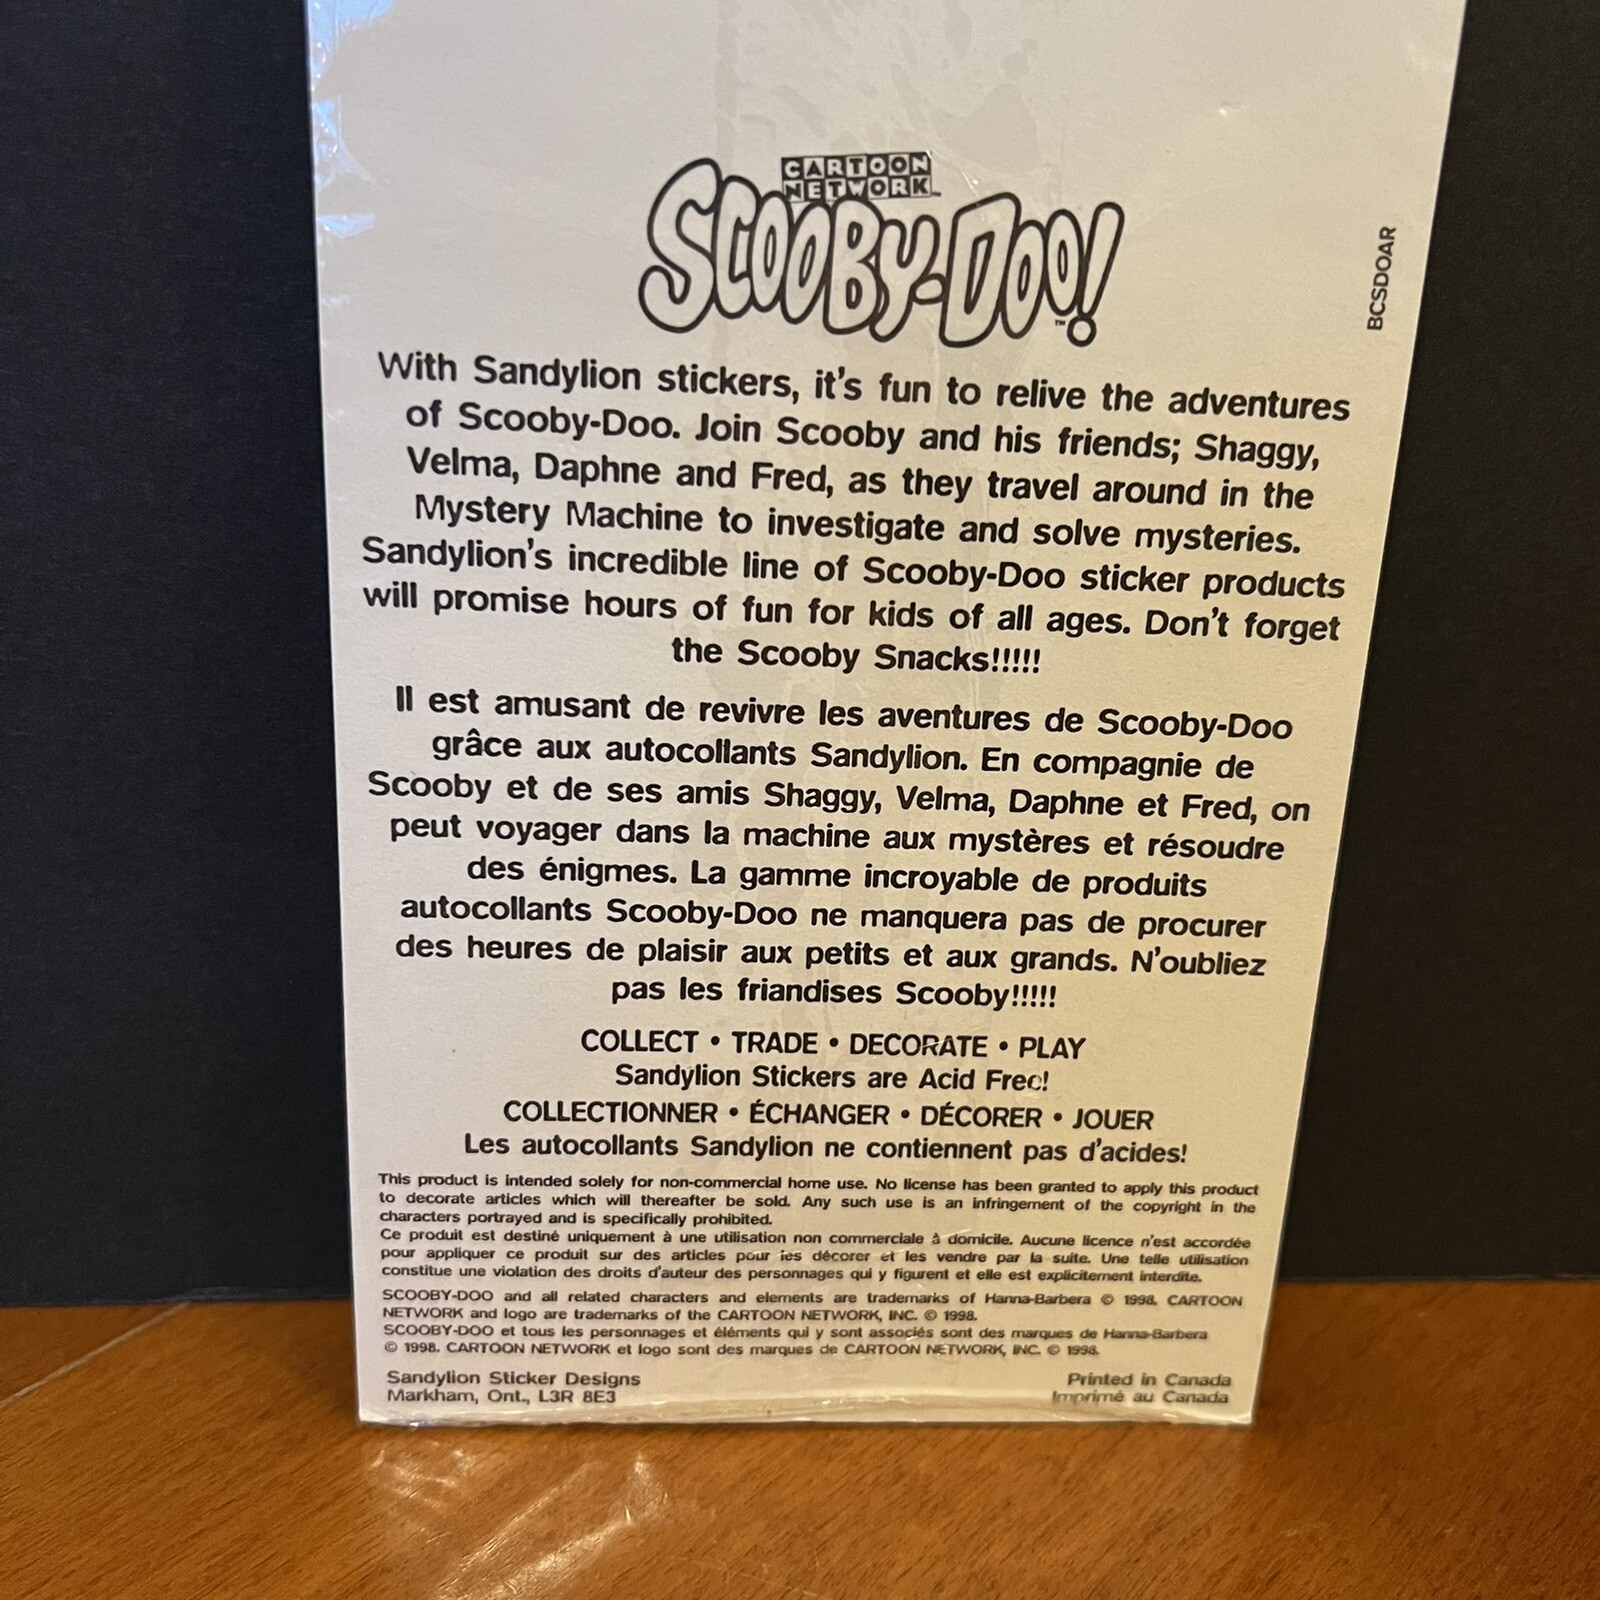 CARTOON
NETWORK
SCOOBY-DOO!
TM
BCSDOAR
With Sandylion stickers, it's fun to relive the adventures
of Scooby-Doo. Join Scooby and his friends; Shaggy,
Velma, Daphne and Fred, as they travel around in the
Mystery Machine to investigate and solve mysteries.
Sandylion's incredible line of Scooby-Doo sticker products
will promise hours of fun for kids of all ages. Don't forget
the Scooby Snacks!!!!!
Il est amusant de revivre les aventures de Scooby-Doo
grâce aux autocollants Sandylion. En compagnie de
Scooby et de ses amis Shaggy, Velma, Daphne et Fred, on
peut voyager dans la machine aux mystères et résoudre
des énigmes. La gamme incroyable de produits
autocollants Scooby-Doo ne manquera pas de procurer
des heures de plaisir aux petits et aux grands. N'oubliez
pas les friandises Scooby!!!!!
COLLECT • TRADE • DECORATE • PLAY
Sandylion Stickers are Acid Free!
COLLECTIONNER • ÉCHANGER • DÉCORER • JOUER
Les autocollants Sandylion ne contiennent pas d'acides!
This product is intended solely for non-commercial home use. No license has been granted to apply this product
to decorate articles which will thereafter be sold. Any such use is an infringement of the copyright in the
characters portrayed and is specifically prohibited.
Ce produit est destiné uniquement à une utilisation non commerciale à domicile. Aucune licence n'est accordée
pour appliquer ce produit sur des articles pour les décorer et les vendre par la suite. Une telle utilisation
constitue une violation des droits d'auteur des personnages qui y figurent et elle est explicitement interdite.
SCOOBY-DOO and all related characters and elements are trademarks of Hanna-Barbera © 1998. CARTOON
NETWORK and logo are trademarks of the CARTOON NETWORK, INC. © 1998.
SCOOBY-DOO et tous les personnages et éléments qui y sont associés sont des marques de Hanna-Barbera
© 1998. CARTOON NETWORK et logo sont des marques de CARTOON NETWORK, INC. © 1998.
Sandylion Sticker Designs
Markham, Ont., L3R 8E3
Printed in Canada
Imprimé au Canada